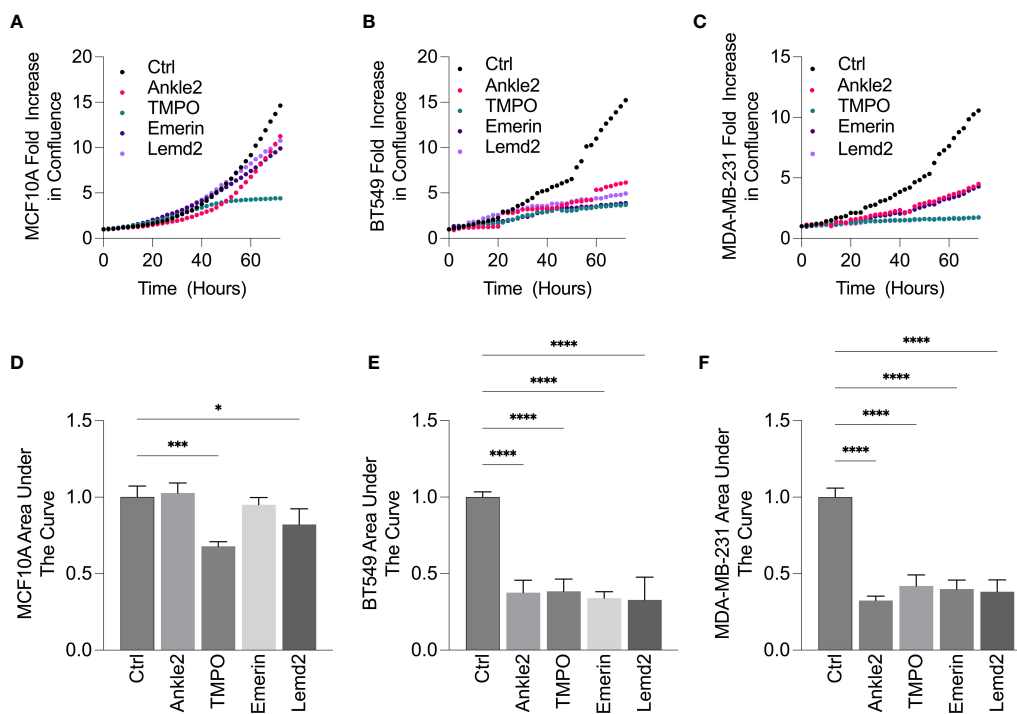 A
MCF10A Fold Increase
in Confluence
20
15
10
5
0
0
20
40
60
Time (Hours)
Ctrl
Ankle2
TMPO
Emerin
Lemd2
B
BT549 Fold Increase
in Confluence
20
15
10
5
0
0
20
40
60
Time (Hours)
Ctrl
Ankle2
TMPO
Emerin
Lemd2
C
MDA-MB-231 Fold Increase
in Confluence
15
10
5
0
0
20
40
60
Time (Hours)
Ctrl
Ankle2
TMPO
Emerin
Lemd2
D
MCF10A Area Under
The Curve
1.5
1.0
0.5
0.0
*
***
Ctrl
Ankle2
TMPO
Emerin
Lemd2
E
BT549 Area Under
The Curve
1.5
1.0
0.5
0.0
****
****
****
****
Ctrl
Ankle2
TMPO
Emerin
Lemd2
F
MDA-MB-231 Area Under
The Curve
1.5
1.0
0.5
0.0
****
****
****
****
Ctrl
Ankle2
TMPO
Emerin
Lemd2